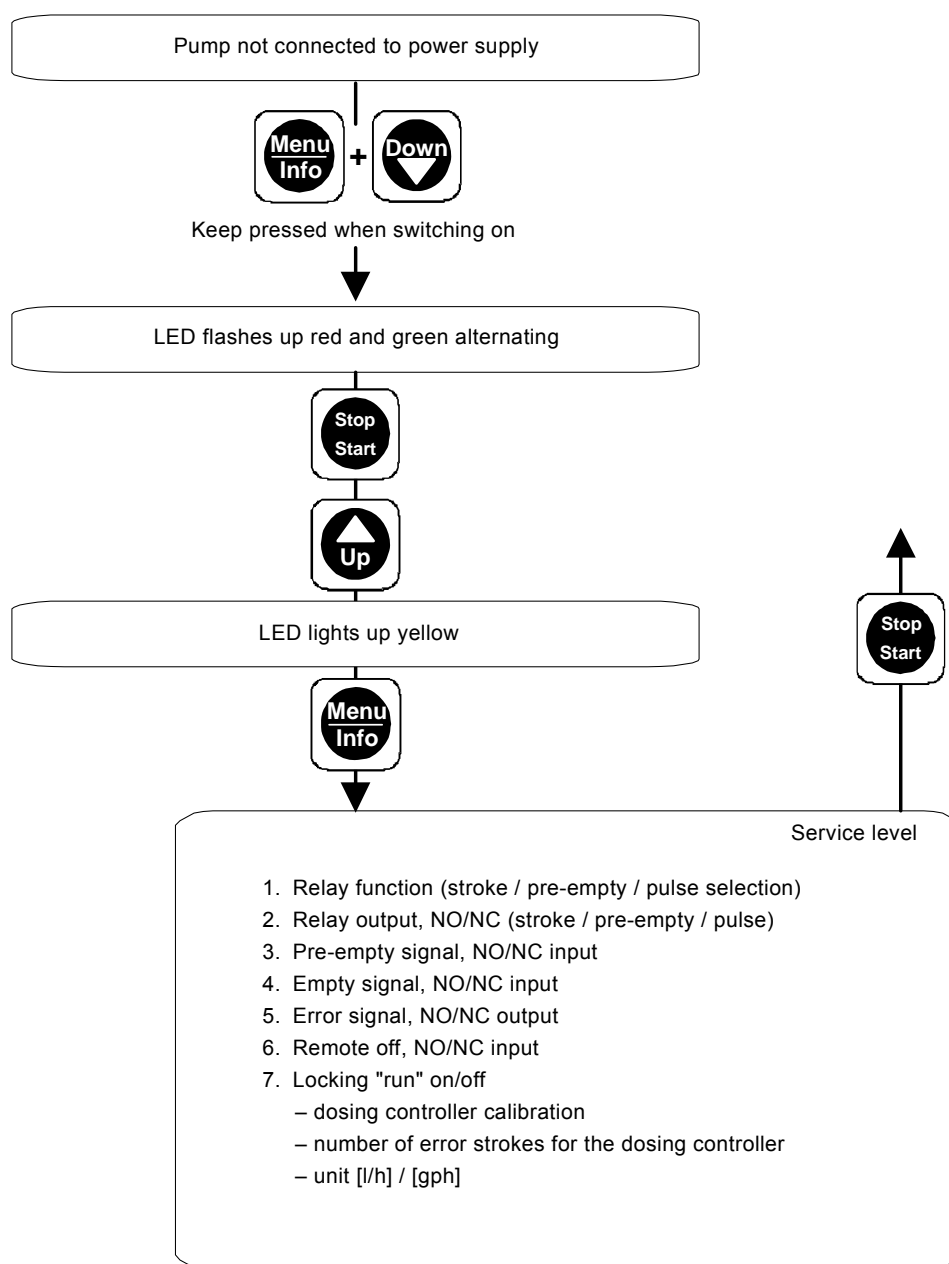 Pump not connected to power supply
Menu
Info
+
Down
Keep pressed when switching on
LED flashes up red and green alternating
Stop
Start
Up
LED lights up yellow
Menu
Info
Stop
Start
Service level
1. Relay function (stroke / pre-empty / pulse selection)
2. Relay output, NO/NC (stroke / pre-empty / pulse)
3. Pre-empty signal, NO/NC input
4. Empty signal, NO/NC input
5. Error signal, NO/NC output
6. Remote off, NO/NC input
7. Locking "run" on/off
– dosing controller calibration
– number of error strokes for the dosing controller
– unit [l/h] / [gph]